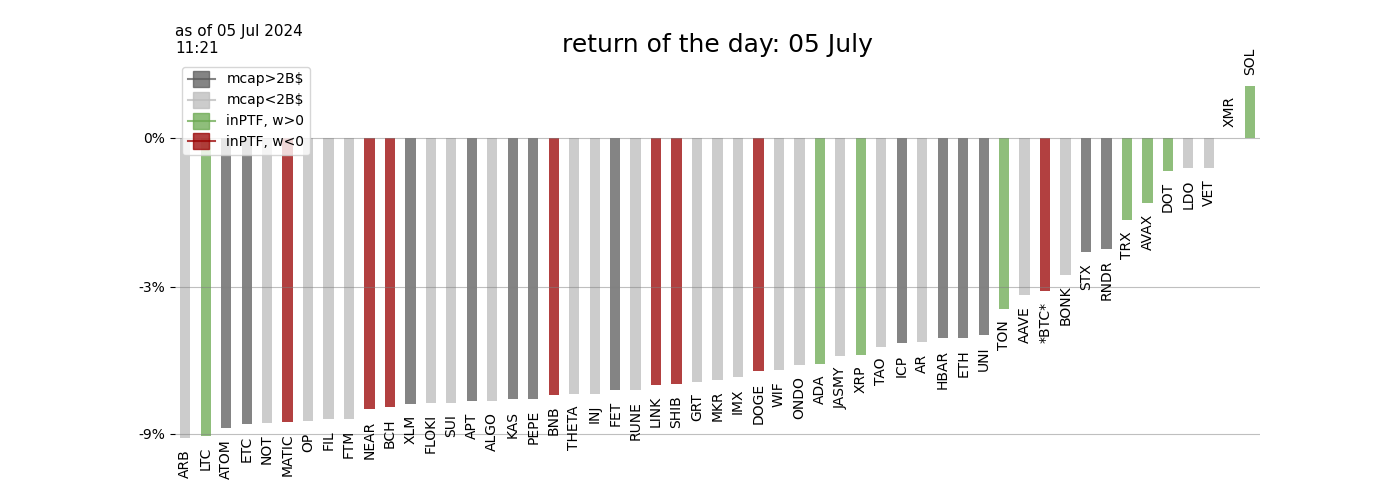 as of 05 Jul 2024
11:21
return of the day: 05 July
mcap>2B$
mcap<2B$
inPTF, w>0
inPTF, w<0
0%
-3%
-9%
ARB
LTC
ATOM
ETC
NOT
MATIC
OP
FIL
FTM
NEAR
BCH
XLM
FLOKI
SUI
APT
ALGO
KAS
PEPE
BNB
THETA
INJ
FET
RUNE
LINK
SHIB
GRT
MKR
IMX
DOGE
WIF
ONDO
ADA
JASMY
XRP
TAO
ICP
AR
HBAR
ETH
UNI
TON
AAVE
*BTC*
BONK
STX
RNDR
TRX
AVAX
DOT
LDO
VET
XMR
SOL